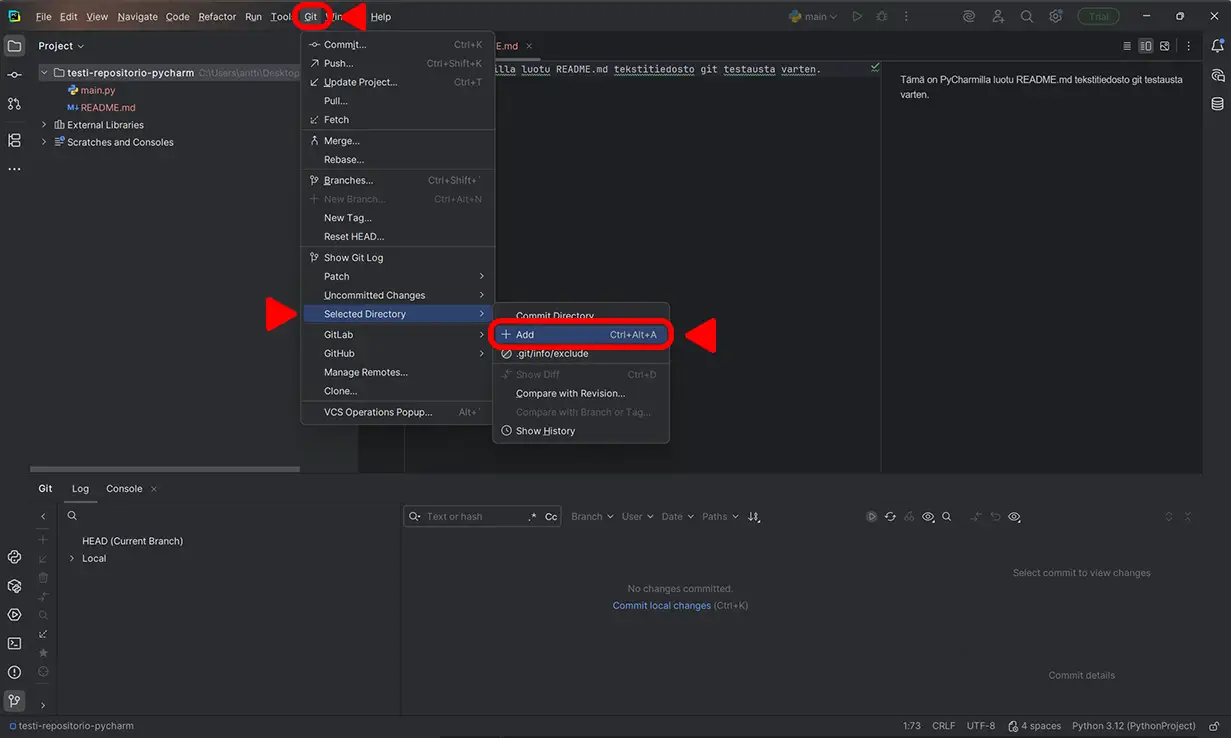 File Edit View Navigate Code Refactor Run Git Help main Trial
Project
testi-repositorio-pycharm C:\Users\antti\Desktop
main.py
README.md
External Libraries
Scratches and Consoles
Commit... Ctrl+K
Push... Ctrl+Shift+K
Update Project... Ctrl+T
Pull...
Fetch
Merge...
Rebase...
Branches... Ctrl+Shift+`
New Branch... Ctrl+Alt+N
New Tag...
Reset HEAD...
Show Git Log
Patch
Uncommitted Changes
Selected Directory
GitLab
GitHub
Manage Remotes...
Clone...
VCS Operations Popup... Alt+`
Commit Directory...
Add Ctrl+Alt+A
.git/info/exclude
Show Diff Ctrl+D
Compare with Revision...
Compare with Branch or Tag...
Show History
E.md
illa luotu README.md tekstitiedosto git testausta varten.
Tämä on PyCharmilla luotu README.md tekstitiedosto git testausta
varten.
Git Log Console
Text or hash .* Cc Branch User Date Paths
HEAD (Current Branch)
Local
No changes committed.
Commit local changes (Ctrl+K)
Select commit to view changes
Commit details
testi-repositorio-pycharm 1:73 CRLF UTF-8 4 spaces Python 3.12 (PythonProject)